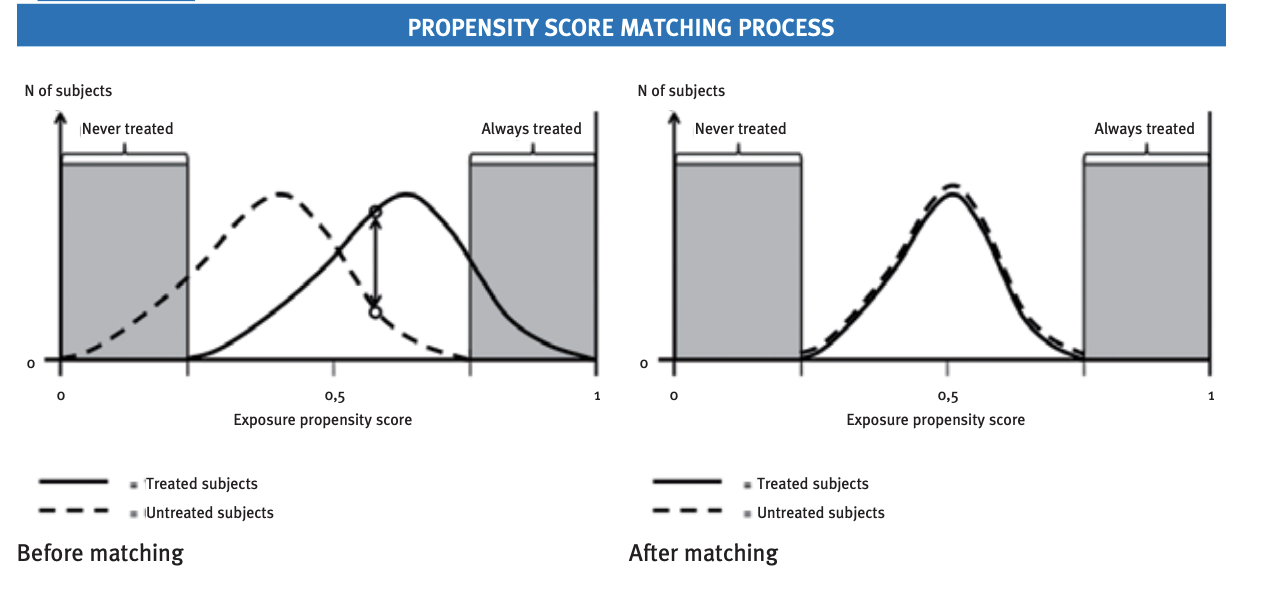 PROPENSITY SCORE MATCHING PROCESS
N of subjects
Never treated
Always treated
0
0
0,5
1
Exposure propensity score
Treated subjects
Untreated subjects
Before matching
N of subjects
Never treated
Always treated
0
0
0,5
1
Exposure propensity score
Treated subjects
Untreated subjects
After matching